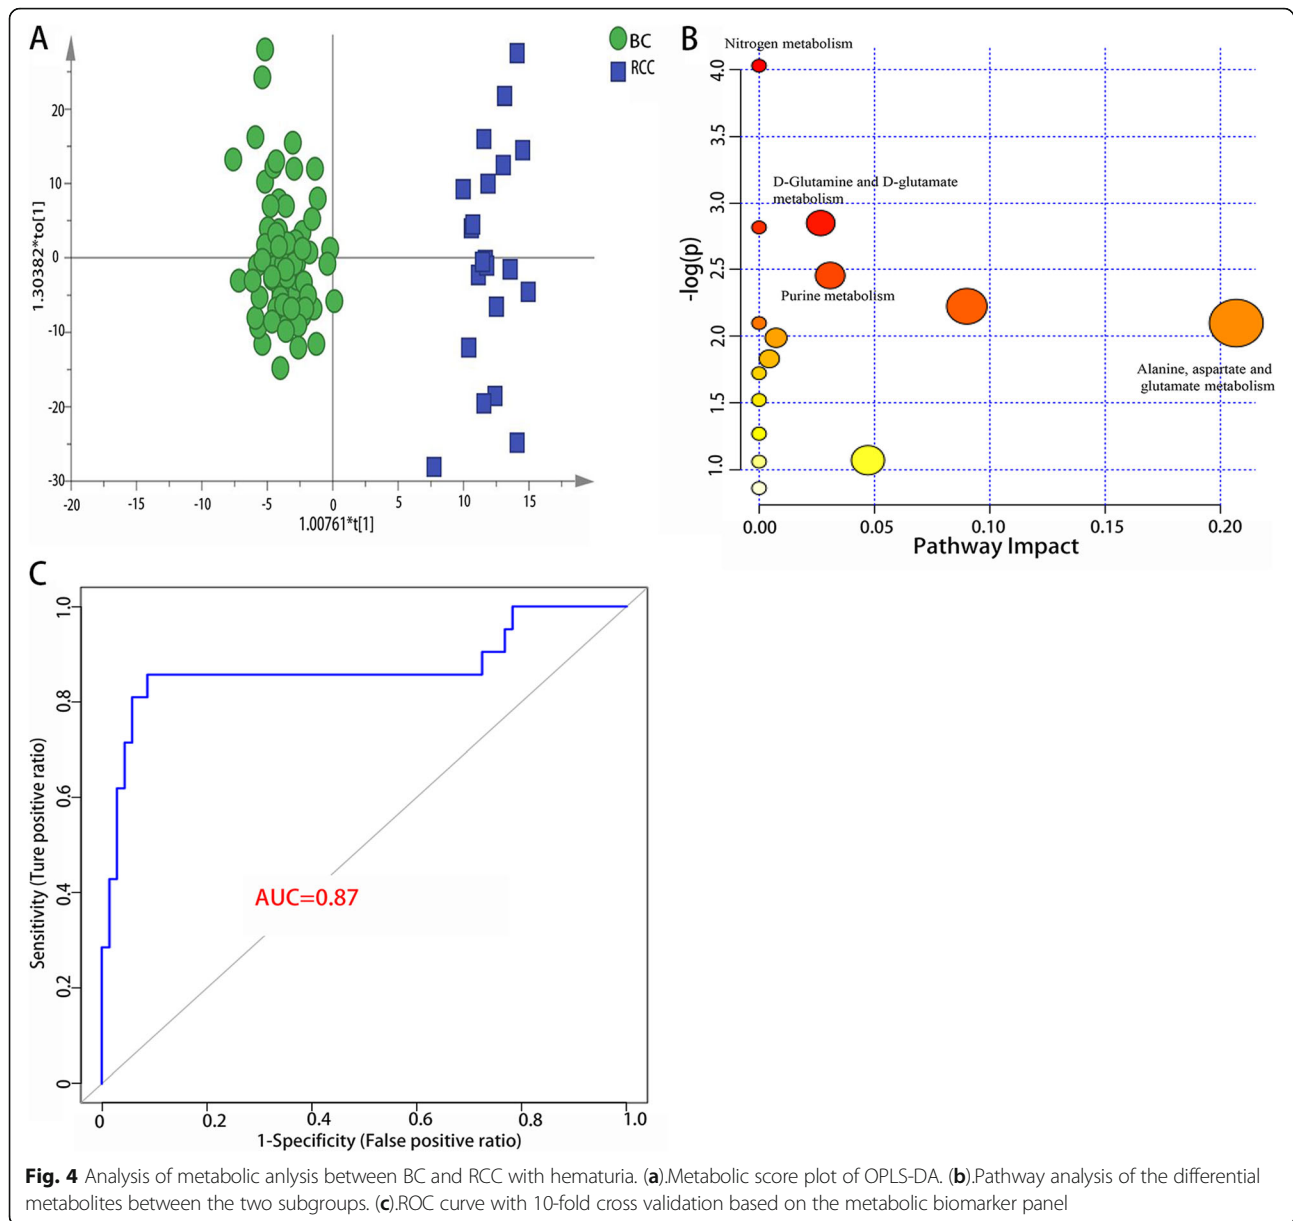 A
BC
RCC
1.30382*to[1]
20
10
0
-10
-20
-30
-20
-15
-10
-5
0
5
10
15
1.00761*t[1]
B
Nitrogen metabolism
D-Glutamine and D-glutamate
metabolism
Purine metabolism
Alanine, aspartate and
glutamate metabolism
-log(p)
4.0
3.5
3.0
2.5
2.0
1.5
1.0
0.00
0.05
0.10
0.15
0.20
Pathway Impact
C
Sensitivity (Ture positive ratio)
1.0
0.8
0.6
0.4
0.2
0
AUC=0.87
0
0.2
0.4
0.6
0.8
1.0
1-Specificity (False positive ratio)
Fig. 4 Analysis of metabolic anlysis between BC and RCC with hematuria. (a).Metabolic score plot of OPLS-DA. (b).Pathway analysis of the differential
metabolites between the two subgroups. (c).ROC curve with 10-fold cross validation based on the metabolic biomarker panel